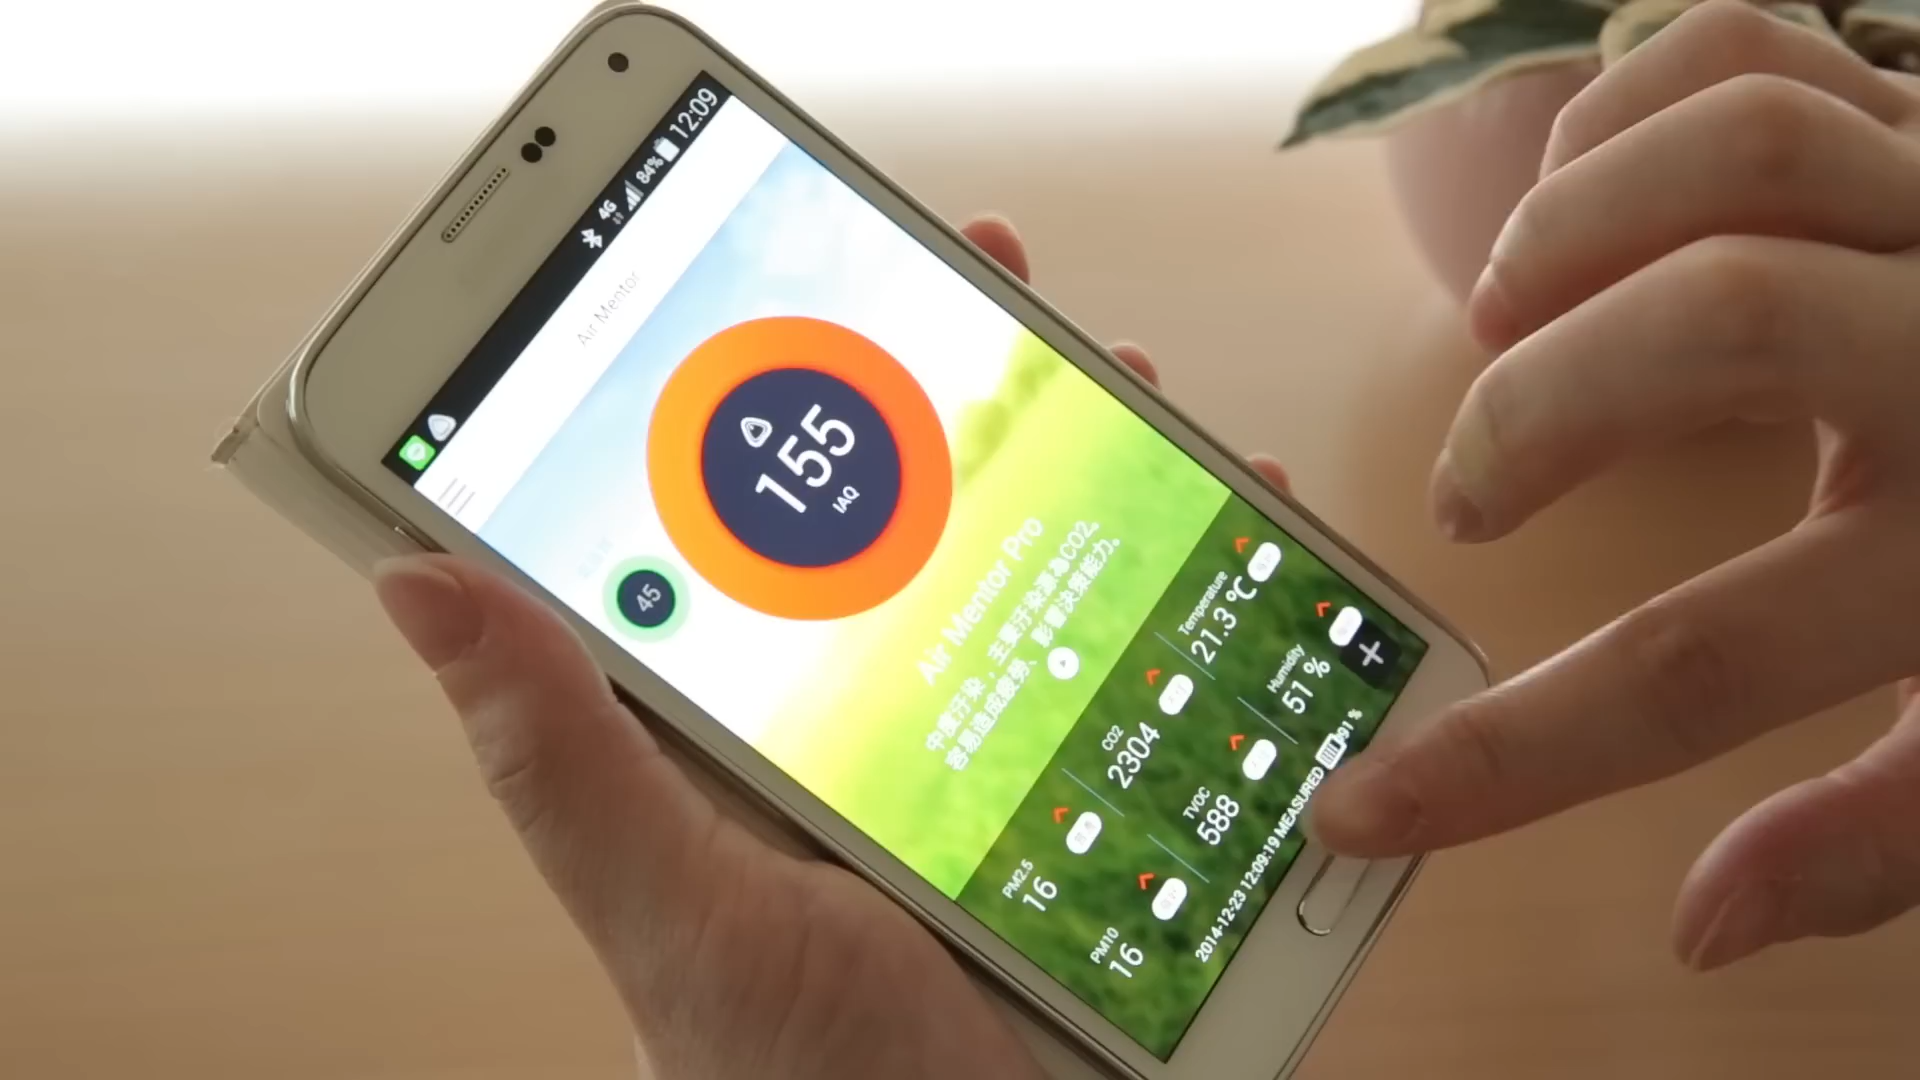 4G 84% 12:09
Air Mentor
155
IAQ
45
Air Mentor Pro
中度汙染，主要汙染源為CO2。
容易造成疲勞、影響決策能力。
PM2.5
16
CO2
2304
Temperature
21.3 ℃
PM10
16
TVOC
588
Humidity
51 %
2014-12-23 12:09:19 MEASURED